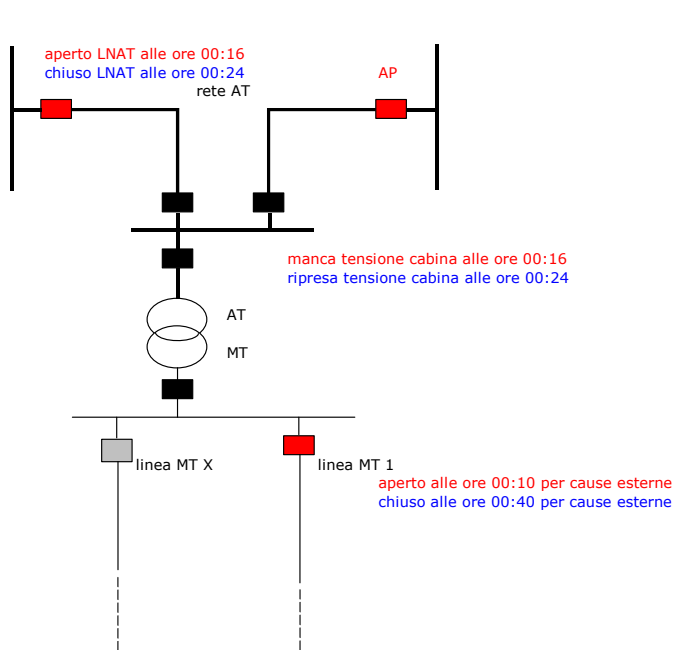 aperto LNAT alle ore 00:16
chiuso LNAT alle ore 00:24
rete AT
AP
manca tensione cabina alle ore 00:16
ripresa tensione cabina alle ore 00:24
AT
MT
linea MT X
linea MT 1
aperto alle ore 00:10 per cause esterne
chiuso alle ore 00:40 per cause esterne